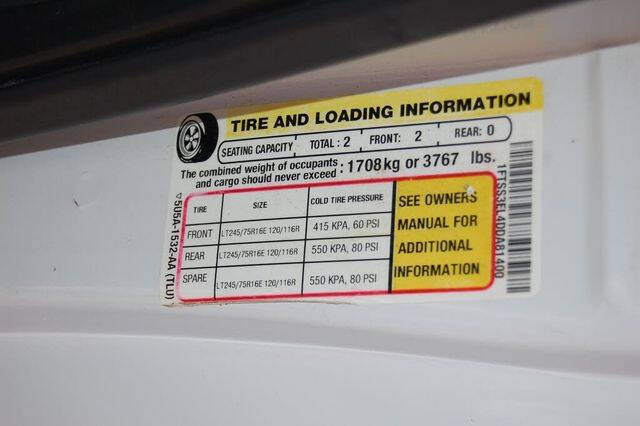 TIRE AND LOADING INFORMATION
SEATING CAPACITY TOTAL : 2 FRONT: 2 REAR: 0
The combined weight of occupants and cargo should never exceed : 1708kg or 3767 lbs.
TIRE SIZE COLD TIRE PRESSURE
FRONT LT245/75R16E 120/116R 415 KPA, 60 PSI
REAR LT245/75R16E 120/116R 550 KPA, 80 PSI
SPARE LT245/75R16E 120/116R 550 KPA, 80 PSI
SEE OWNERS
MANUAL FOR
ADDITIONAL
INFORMATION
5U5A-1532-AA (TLU)